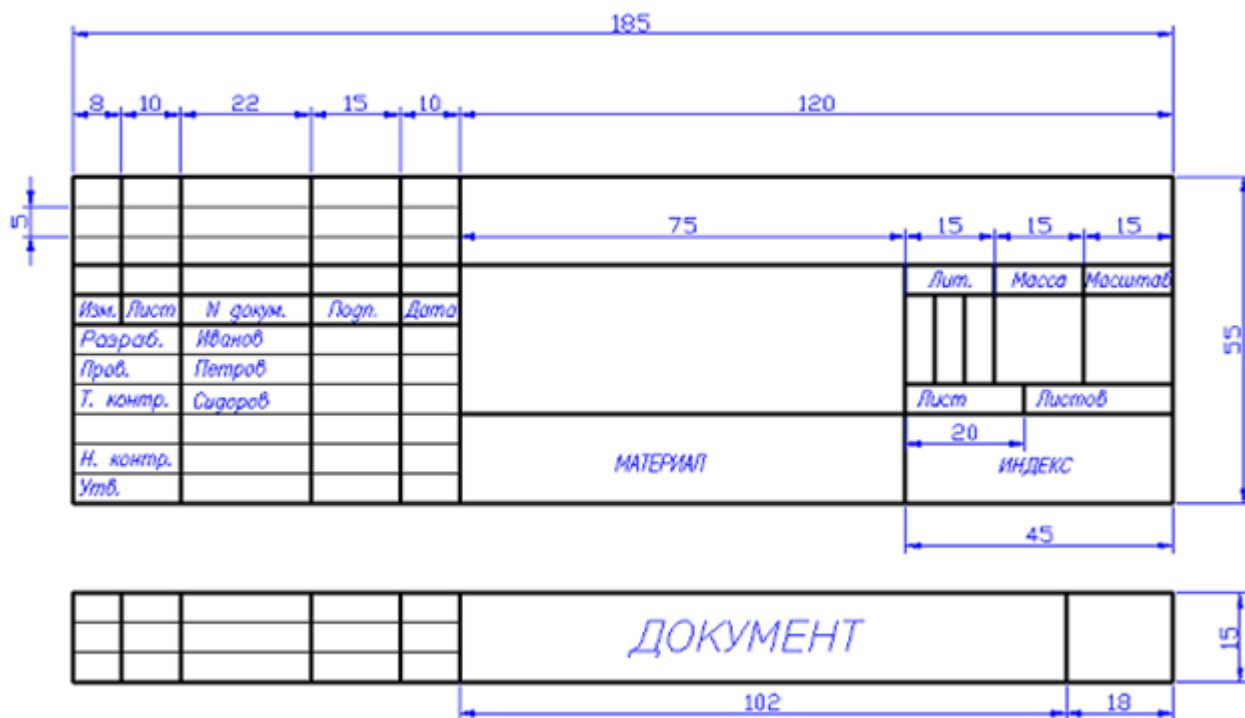 185
8 10 22 15 10 120
5 75 15 15 15
Лит. Масса Масштаб
Изм. Лист N докум. Подп. Дата
55
Разраб. Иванов
Пров. Петров
Т. контр. Сидоров
Лист Листов
20
Н. контр. МАТЕРИАЛ ИНДЕКС
Утв.
45
ДОКУМЕНТ
15
102 18